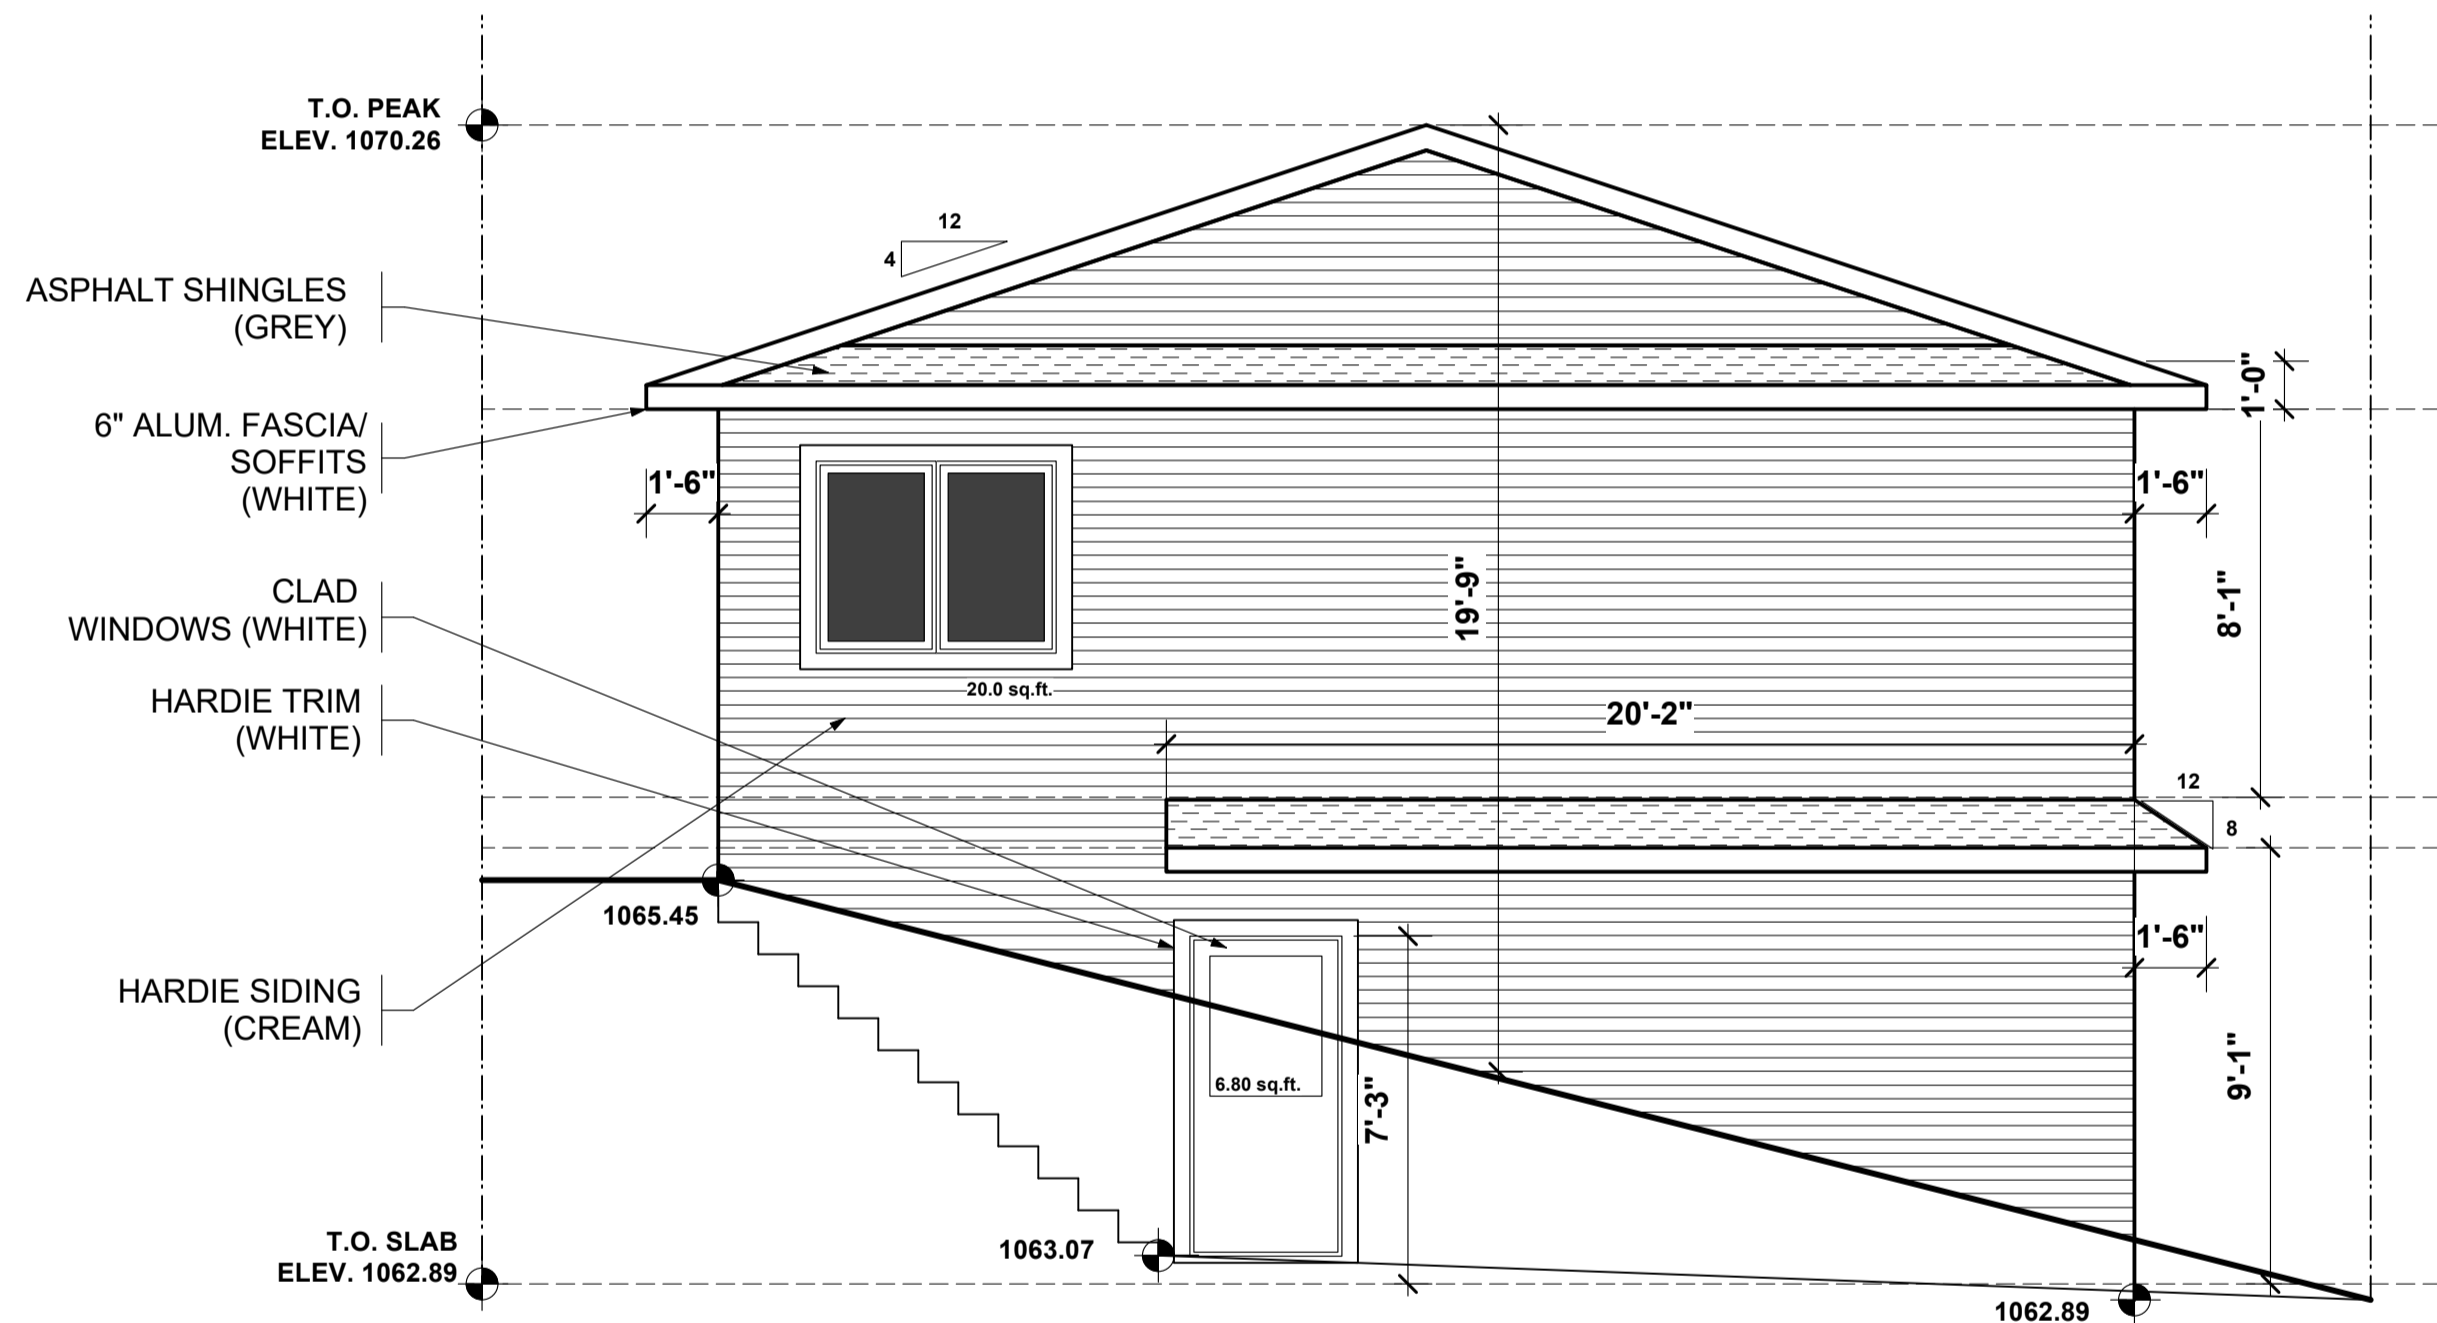 T.O. PEAK
ELEV. 1070.26
12
4
ASPHALT SHINGLES
(GREY)
1'-0"
6" ALUM. FASCIA/
SOFFITS
(WHITE)
1'-6"
1'-6"
CLAD
WINDOWS (WHITE)
19'-9"
8'-1"
HARDIE TRIM
(WHITE)
20.0 sq.ft.
20'-2"
12
8
1065.45
1'-6"
HARDIE SIDING
(CREAM)
6.80 sq.ft.
7'-3"
9'-1"
T.O. SLAB
ELEV. 1062.89
1063.07
1062.89